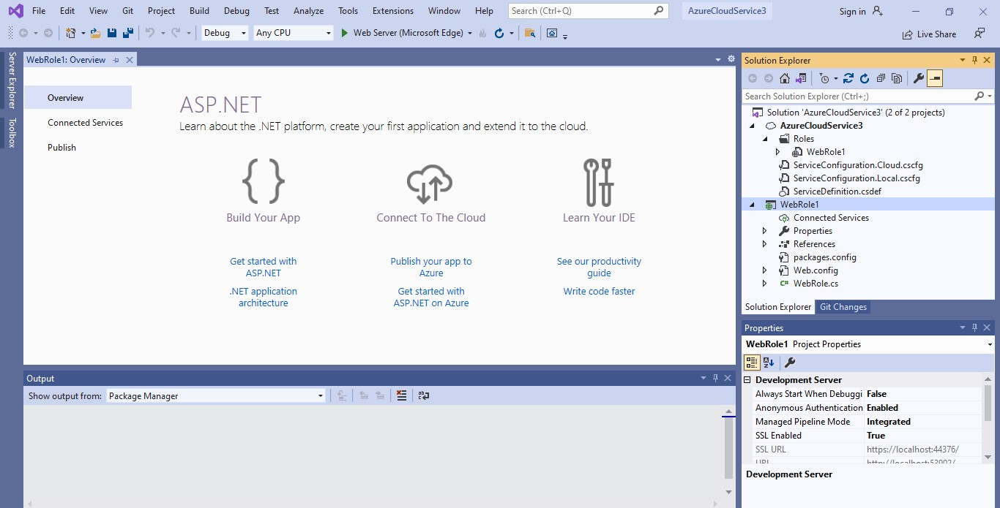 File Edit View Git Project Build Debug Test Analyze Tools Extensions Window Help Search (Ctrl+Q) AzureCloudService3 Sign in
Debug Any CPU Web Server (Microsoft Edge) Live Share
Server Explorer
Toolbox
WebRole1: Overview
Overview
Connected Services
Publish
ASP.NET
Learn about the .NET platform, create your first application and extend it to the cloud.
Build Your App
Get started with
ASP.NET
.NET application
architecture
Connect To The Cloud
Publish your app to
Azure
Get started with
ASP.NET on Azure
Learn Your IDE
See our productivity
guide
Write code faster
Output
Show output from: Package Manager
Solution Explorer
Search Solution Explorer (Ctrl+;)
Solution 'AzureCloudService3' (2 of 2 projects)
AzureCloudService3
Roles
WebRole1
ServiceConfiguration.Cloud.cscfg
ServiceConfiguration.Local.cscfg
ServiceDefinition.csdef
WebRole1
Connected Services
Properties
References
packages.config
Web.config
C# WebRole.cs
Solution Explorer Git Changes
Properties
WebRole1 Project Properties
Development Server
Always Start When Debuggi False
Anonymous Authentication Enabled
Managed Pipeline Mode Integrated
SSL Enabled True
SSL URL https://localhost:44376/
URL http://localhost:53902/
Development Server